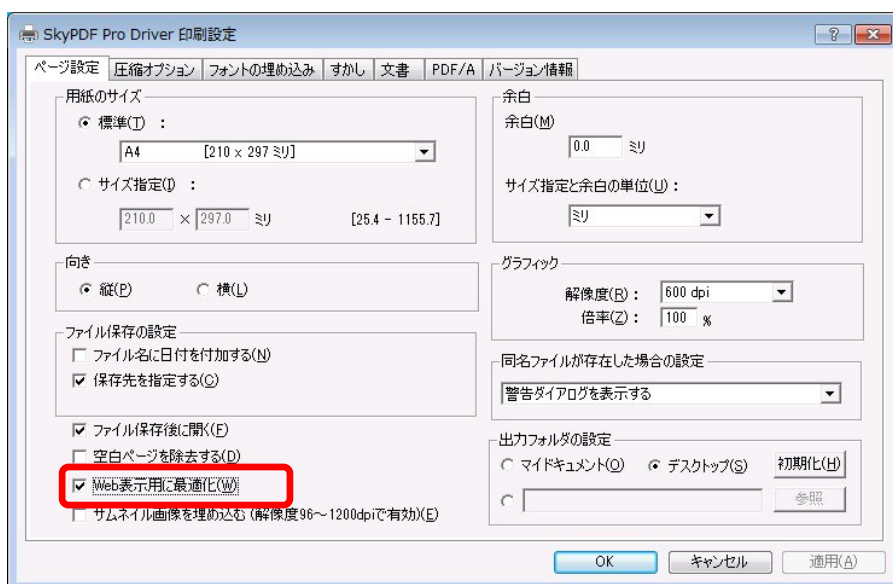 SkyPDF Pro Driver 印刷設定
ページ設定 圧縮オプション フォントの埋め込み すかし 文書 PDF/A バージョン情報
用紙のサイズ
標準(T) :
A4 [210 x 297 ミリ]
サイズ指定(I) :
210.0 × 297.0 ミリ [25.4 - 1155.7]
向き
縦(P) 横(L)
ファイル保存の設定
ファイル名に日付を付加する(N)
保存先を指定する(C)
ファイル保存後に開く(F)
空白ページを除去する(D)
Web表示用に最適化(W)
サムネイル画像を埋め込む (解像度96~1200dpiで有効)(E)
余白
余白(M)
0.0 ミリ
サイズ指定と余白の単位(U) :
ミリ
グラフィック
解像度(R) : 600 dpi
倍率(Z) : 100 %
同名ファイルが存在した場合の設定
警告ダイアログを表示する
出力フォルダの設定
マイドキュメント(O) デスクトップ(S) 初期化(H)
参照
OK キャンセル 適用(A)